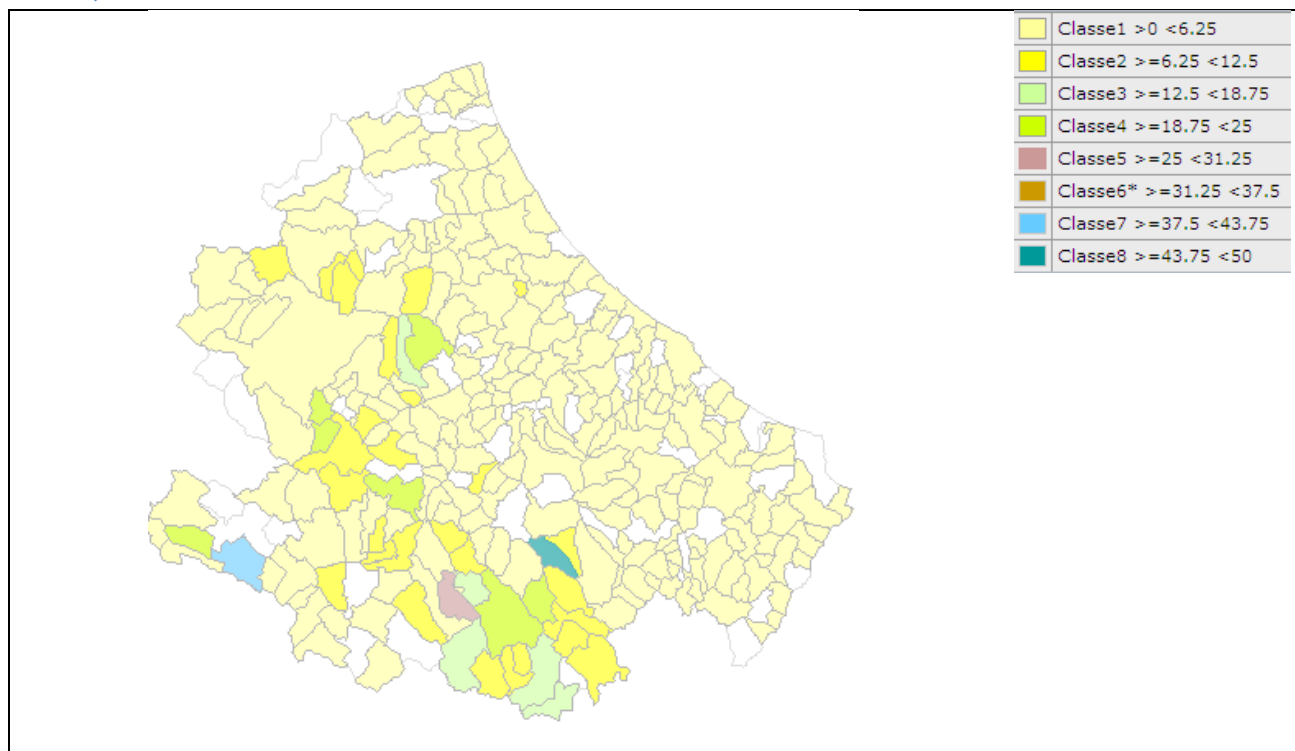 Classe1 >0 <6.25
Classe2 >=6.25 <12.5
Classe3 >=12.5 <18.75
Classe4 >=18.75 <25
Classe5 >=25 <31.25
Classe6* >=31.25 <37.5
Classe7 >=37.5 <43.75
Classe8 >=43.75 <50